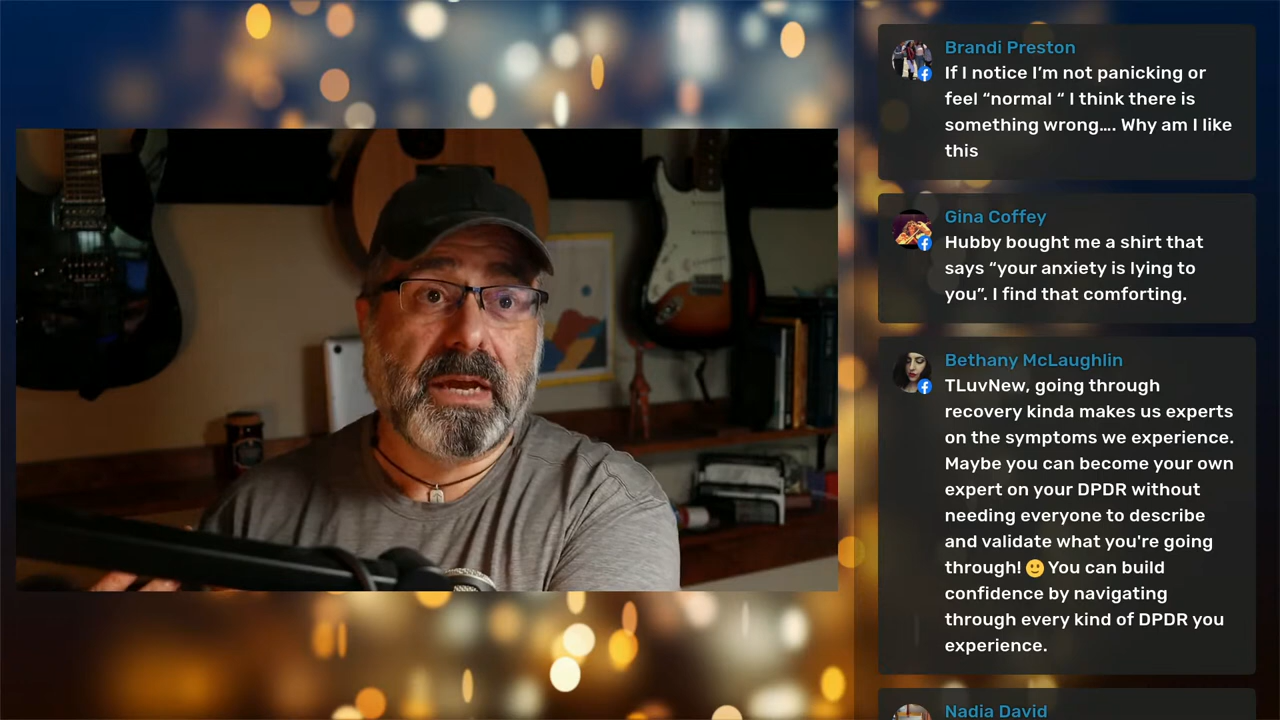 Brandi Preston
If I notice I’m not panicking or
feel “normal “ I think there is
something wrong…. Why am I like
this
Gina Coffey
Hubby bought me a shirt that
says “your anxiety is lying to
you”. I find that comforting.
Bethany McLaughlin
TLuvNew, going through
recovery kinda makes us experts
on the symptoms we experience.
Maybe you can become your own
expert on your DPDR without
needing everyone to describe
and validate what you're going
through! 🙂 You can build
confidence by navigating
through every kind of DPDR you
experience.
Nadia David